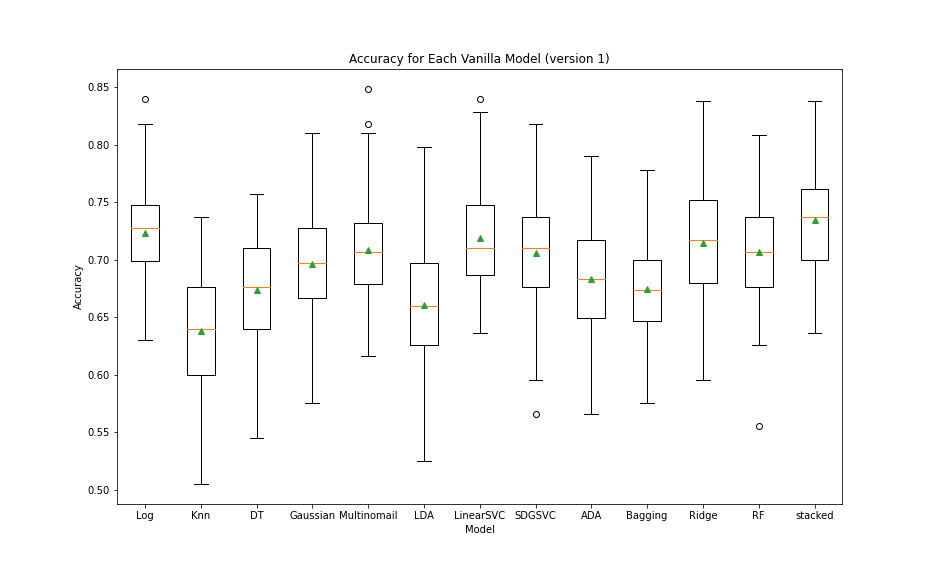 Accuracy for Each Vanilla Model (version 1)
0.85
0.80
0.75
0.70
0.65
0.60
0.55
0.50
Accuracy
Log Knn DT Gaussian Multinomail LDA LinearSVC SDGSVC ADA Bagging Ridge RF stacked
Model